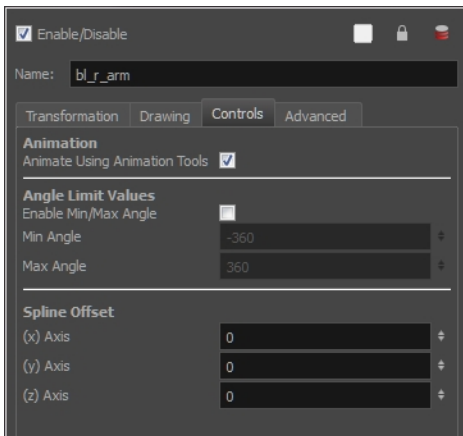 Enable/Disable
Name: bl_r_arm
Transformation Drawing Controls Advanced
Animation
Animate Using Animation Tools
Angle Limit Values
Enable Min/Max Angle
Min Angle -360
Max Angle 360
Spline Offset
(x) Axis 0
(y) Axis 0
(z) Axis 0